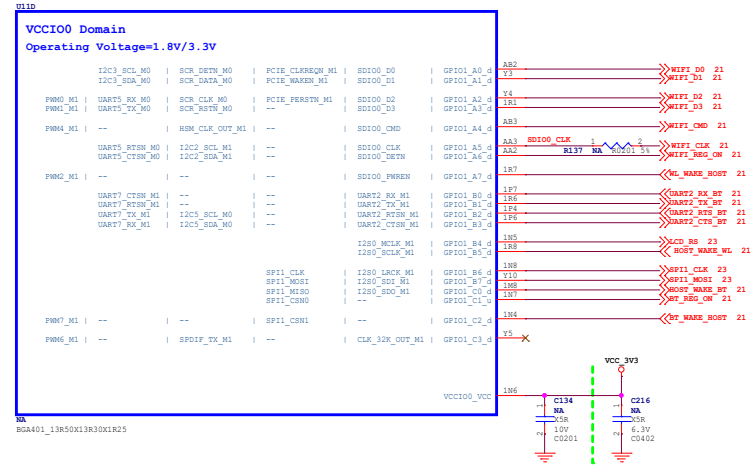 U11D
VCCIO0 Domain
Operating Voltage=1.8V/3.3V
I2C3_SCL_M0 | SCR_DETN_M0 | PCIE_CLKREQN_M1 | SDIO0_D0 | GPIO1_A0_d AB2 WIFI_D0 21
I2C3_SDA_M0 | SCR_DATA_M0 | PCIE_WAKEN_M1 | SDIO0_D1 | GPIO1_A1_d Y3 WIFI_D1 21
PWM0_M1 | UART5_RX_M0 | SCR_CLK_M0 | PCIE_PERSTN_M1 | SDIO0_D2 | GPIO1_A2_d Y4 WIFI_D2 21
PWM1_M1 | UART5_TX_M0 | SCR_RSTN_M0 | -- | SDIO0_D3 | GPIO1_A3_d 1R1 WIFI_D3 21
PWM4_M1 | -- | HSM_CLK_OUT_M1 | -- | SDIO0_CMD | GPIO1_A4_d AB3 WIFI_CMD 21
UART5_RTSN_M0 | I2C2_SCL_M1 | -- | SDIO0_CLK | GPIO1_A5_d AA3 SDIO0_CLK 1 2 WIFI_CLK 21
UART5_CTSN_M0 | I2C2_SDA_M1 | -- | SDIO0_DETN | GPIO1_A6_d AA2 R137 NA R0201 5% WIFI_REG_ON 21
PWM2_M1 | -- | -- | -- | SDIO0_PWREN | GPIO1_A7_d 1R7 WL_WAKE_HOST 21
UART7_CTSN_M1 | -- | -- | UART2_RX_M1 | GPIO1_B0_d 1P7 UART2_RX_BT 21
UART7_RTSN_M1 | -- | -- | UART2_TX_M1 | GPIO1_B1_d 1R6 UART2_TX_BT 21
UART7_TX_M1 | I2C5_SCL_M0 | -- | UART2_RTSN_M1 | GPIO1_B2_d 1P4 UART2_RTS_BT 21
UART7_RX_M1 | I2C5_SDA_M0 | -- | UART2_CTSN_M1 | GPIO1_B3_d 1P6 UART2_CTS_BT 21
I2S0_MCLK_M1 | GPIO1_B4_d 1N5 LCD_RS 23
I2S0_SCLK_M1 | GPIO1_B5_d 1R8 HOST_WAKE_WL 21
SPI1_CLK | I2S0_LRCK_M1 | GPIO1_B6_d 1N8 SPI1_CLK 23
SPI1_MOSI | I2S0_SDI_M1 | GPIO1_B7_d Y10 SPI1_MOSI 23
SPI1_MISO | I2S0_SDO_M1 | GPIO1_C0_d 1M8 HOST_WAKE_BT 21
SPI1_CSN0 | -- | GPIO1_C1_u 1N7 BT_REG_ON 21
PWM7_M1 | -- | -- | SPI1_CSN1 | -- | GPIO1_C2_d 1N4 BT_WAKE_HOST 21
PWM6_M1 | -- | SPDIF_TX_M1 | -- | CLK_32K_OUT_M1 | GPIO1_C3_d Y5
VCC_3V3
VCCIO0_VCC 1N6
1 C134 1 C216
NA NA
X5R X5R
10V 6.3V
2 C0201 2 C0402
NA
BGA401_13R50X13R30X1R25